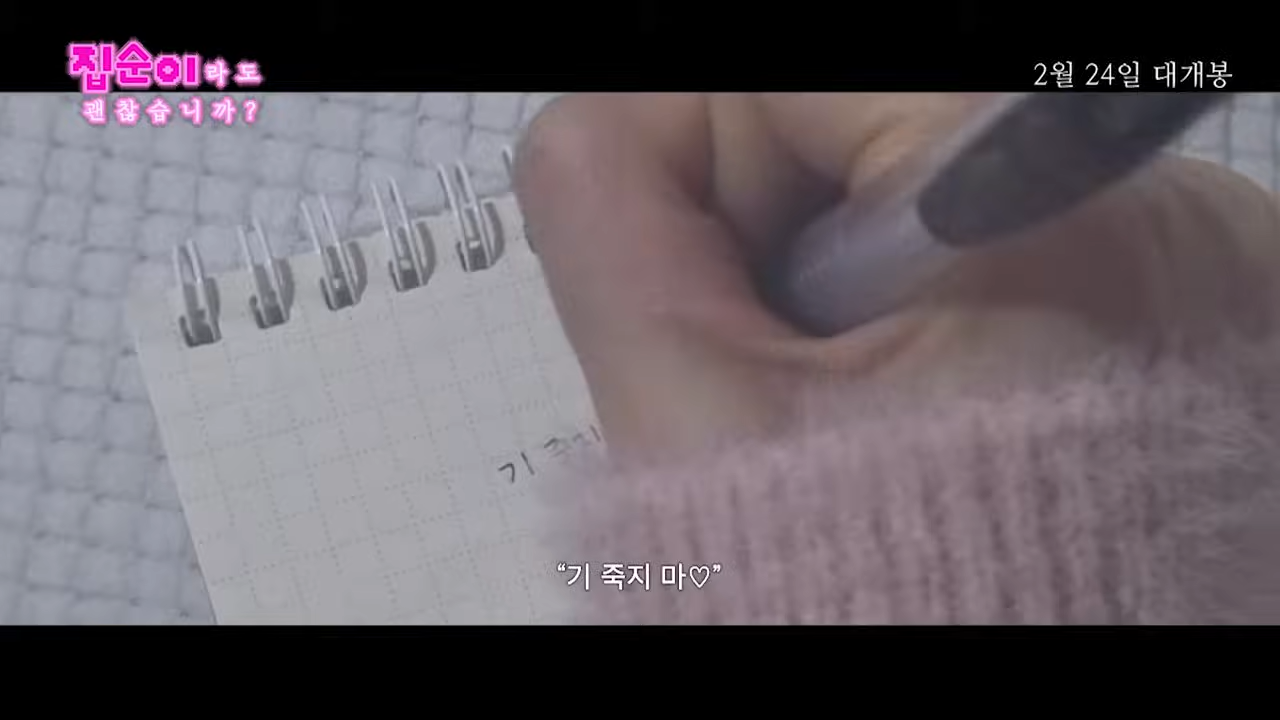 집순이라도
괜찮습니까?
2월 24일 대개봉
기
“기 죽지 마♡”